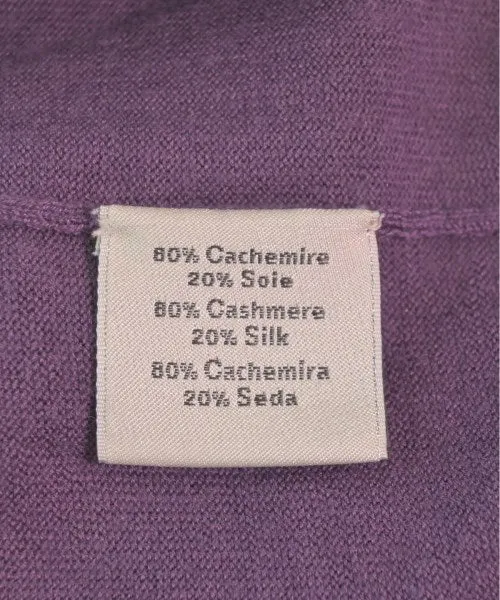 80% Cachemire
20% Soie
80% Cashmere
20% Silk
80% Cachemira
20% Seda